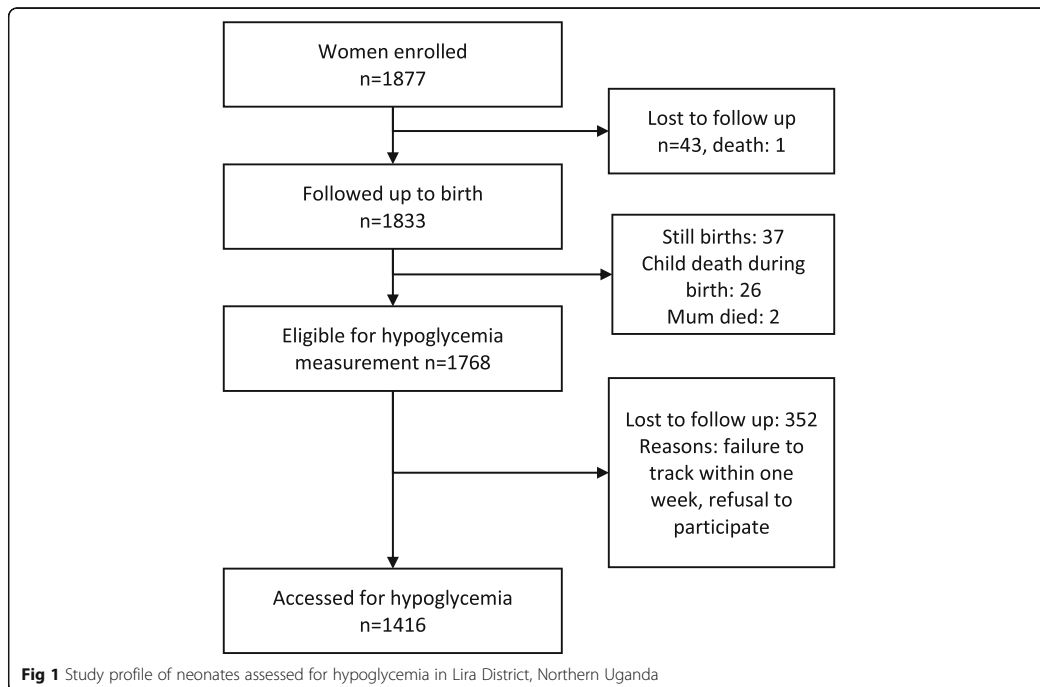 Women enrolled
n=1877
Lost to follow up
n=43, death: 1
Followed up to birth
n=1833
Still births: 37
Child death during
birth: 26
Mum died: 2
Eligible for hypoglycemia
measurement n=1768
Lost to follow up: 352
Reasons: failure to
track within one
week, refusal to
participate
Accessed for hypoglycemia
n=1416
Fig 1 Study profile of neonates assessed for hypoglycemia in Lira District, Northern Uganda